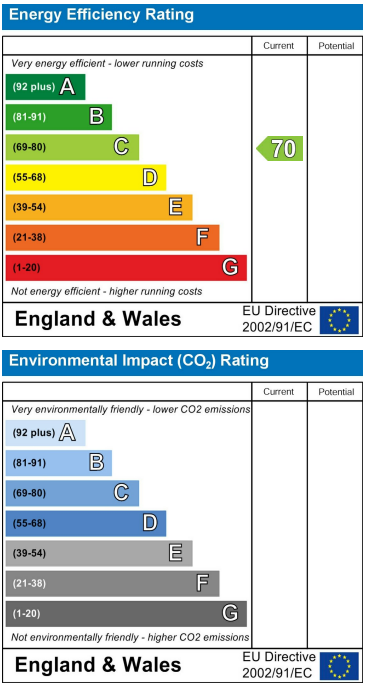 Energy Efficiency Rating
Current Potential
Very energy efficient - lower running costs
(92 plus) A
(81-91) B
(69-80) C 70
(55-68) D
(39-54) E
(21-38) F
(1-20) G
Not energy efficient - higher running costs
England & Wales EU Directive 2002/91/EC
Environmental Impact (CO₂) Rating
Current Potential
Very environmentally friendly - lower CO2 emissions
(92 plus) A
(81-91) B
(69-80) C
(55-68) D
(39-54) E
(21-38) F
(1-20) G
Not environmentally friendly - higher CO2 emissions
England & Wales EU Directive 2002/91/EC